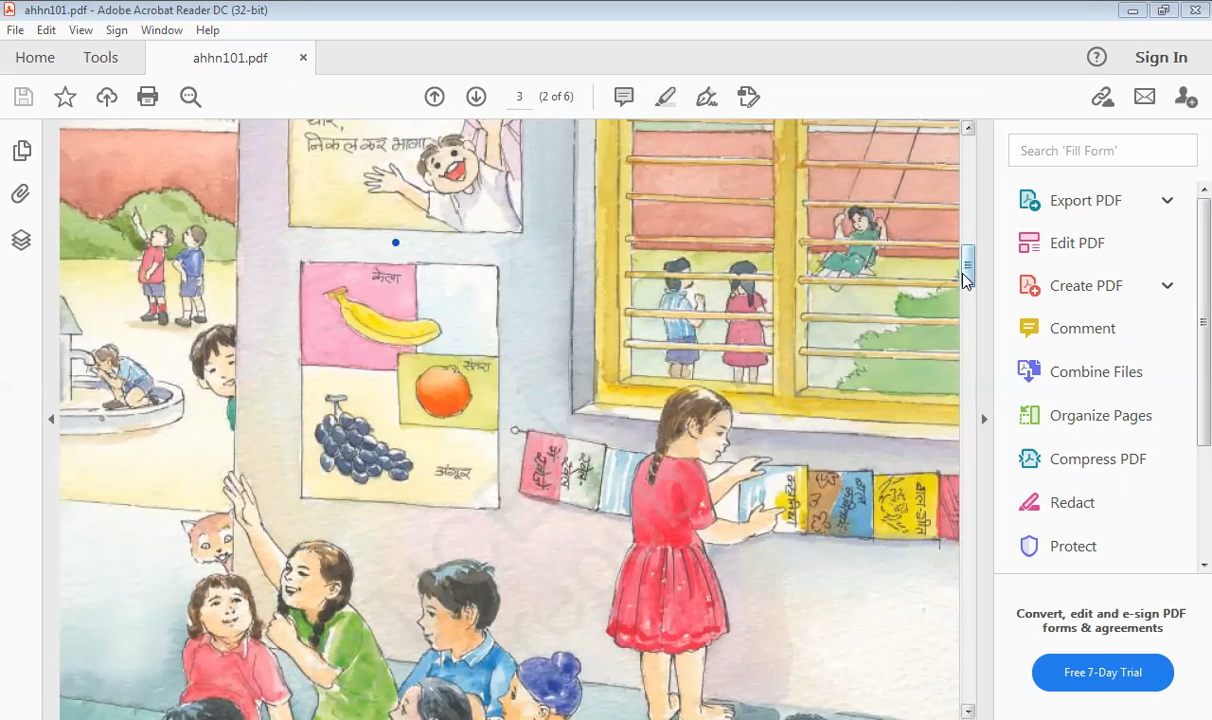 ahhn101.pdf - Adobe Acrobat Reader DC (32-bit)
File Edit View Sign Window Help
Home Tools ahhn101.pdf Sign In
3 (2 of 6)
चार,
निकलकर भागा
केला
संतरा
अंगूर
बाल-गीत
Search 'Fill Form'
Export PDF
Edit PDF
Create PDF
Comment
Combine Files
Organize Pages
Compress PDF
Redact
Protect
Convert, edit and e-sign PDF
forms & agreements
Free 7-Day Trial